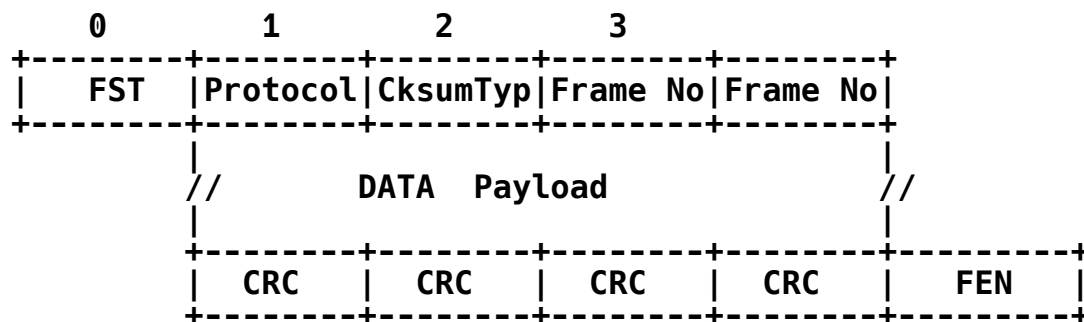 0 1 2 3
+--------+--------+--------+--------+--------+
| FST |Protocol|CksumTyp|Frame No|Frame No|
+--------+--------+--------+--------+--------+
| |
// DATA Payload //
| |
+--------+--------+--------+--------+---------+
| CRC | CRC | CRC | CRC | FEN |
+--------+--------+--------+--------+---------+